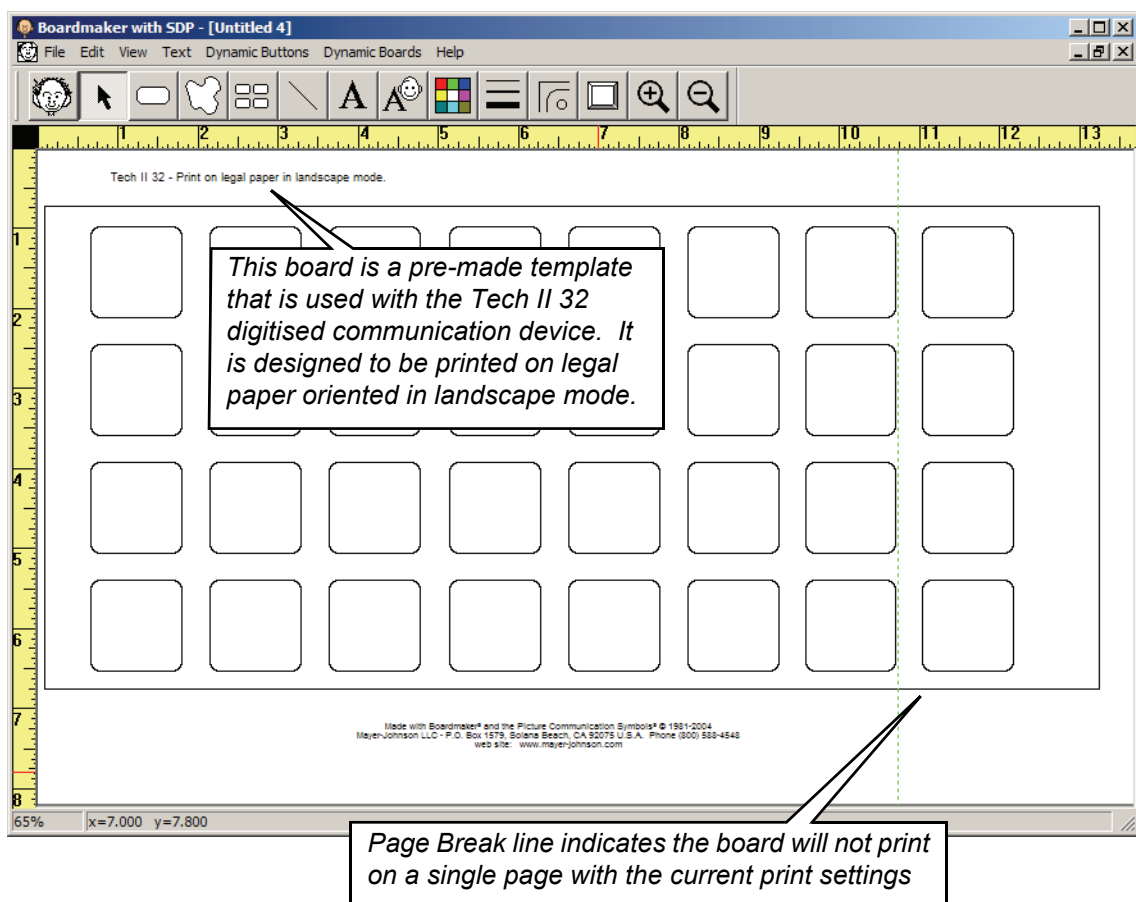 Boardmaker with SDP - [Untitled 4]
File Edit View Text Dynamic Buttons Dynamic Boards Help
A A
1 2 3 4 5 6 7 8 9 10 11 12 13
Tech II 32 - Print on legal paper in landscape mode.
1
This board is a pre-made template
that is used with the Tech II 32
digitised communication device. It
is designed to be printed on legal
paper oriented in landscape mode.
2
3
4
5
6
7
Made with Boardmaker® and the Picture Communication Symbols® © 1981-2004
Mayer-Johnson LLC - P.O. Box 1579, Solana Beach, CA 92075 U.S.A. Phone (800) 588-4548
web site: www.mayer-johnson.com
8
65% x=7.000 y=7.800
Page Break line indicates the board will not print
on a single page with the current print settings